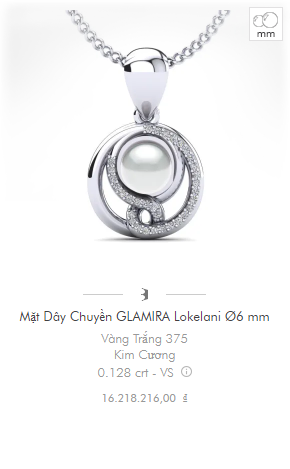 mm
Mặt Dây Chuyền GLAMIRA Lokelani Ø6 mm
Vàng Trắng 375
Kim Cương
0.128 crt - VS
16.218.216,00 ₫